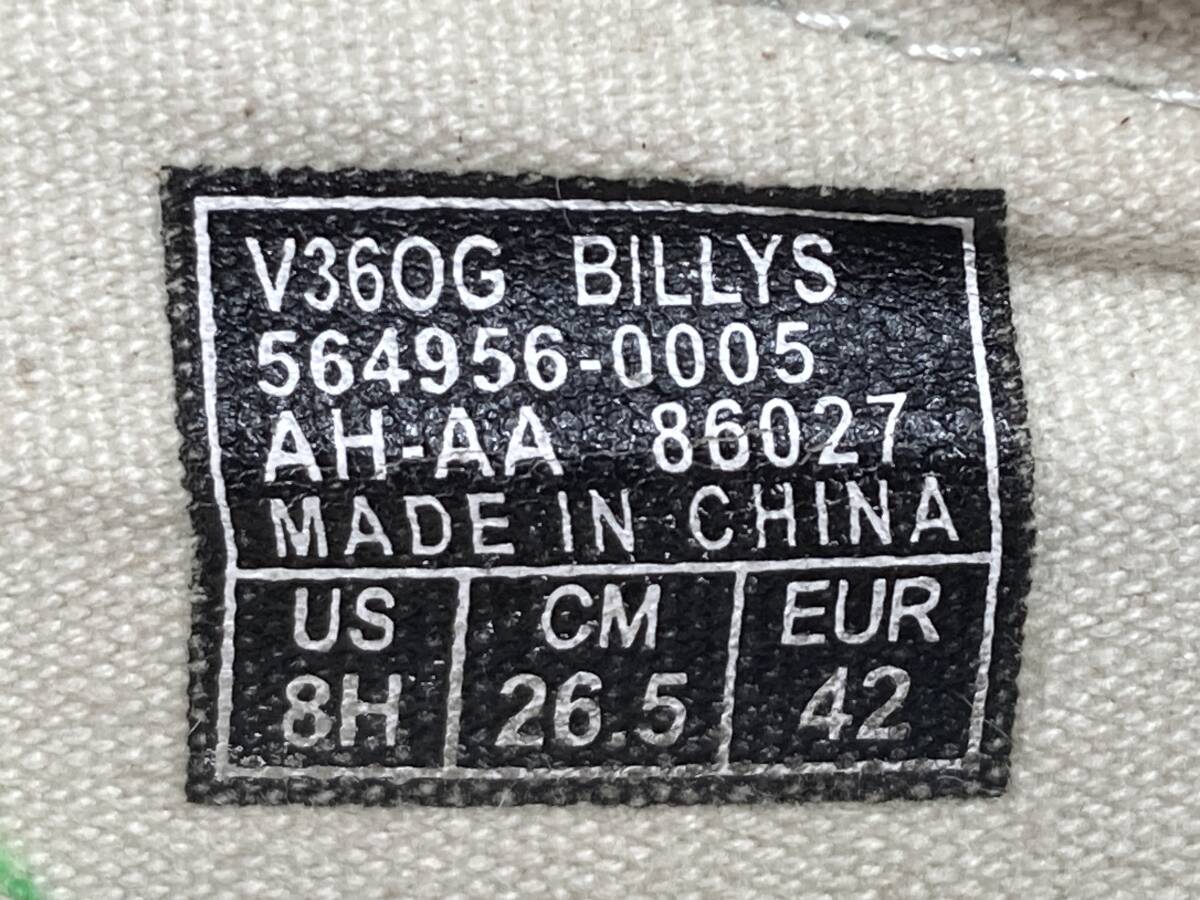 V36OG BILLYS
564956-0005
AH-AA 86027
MADE IN CHINA
US CM EUR
8H 26.5 42